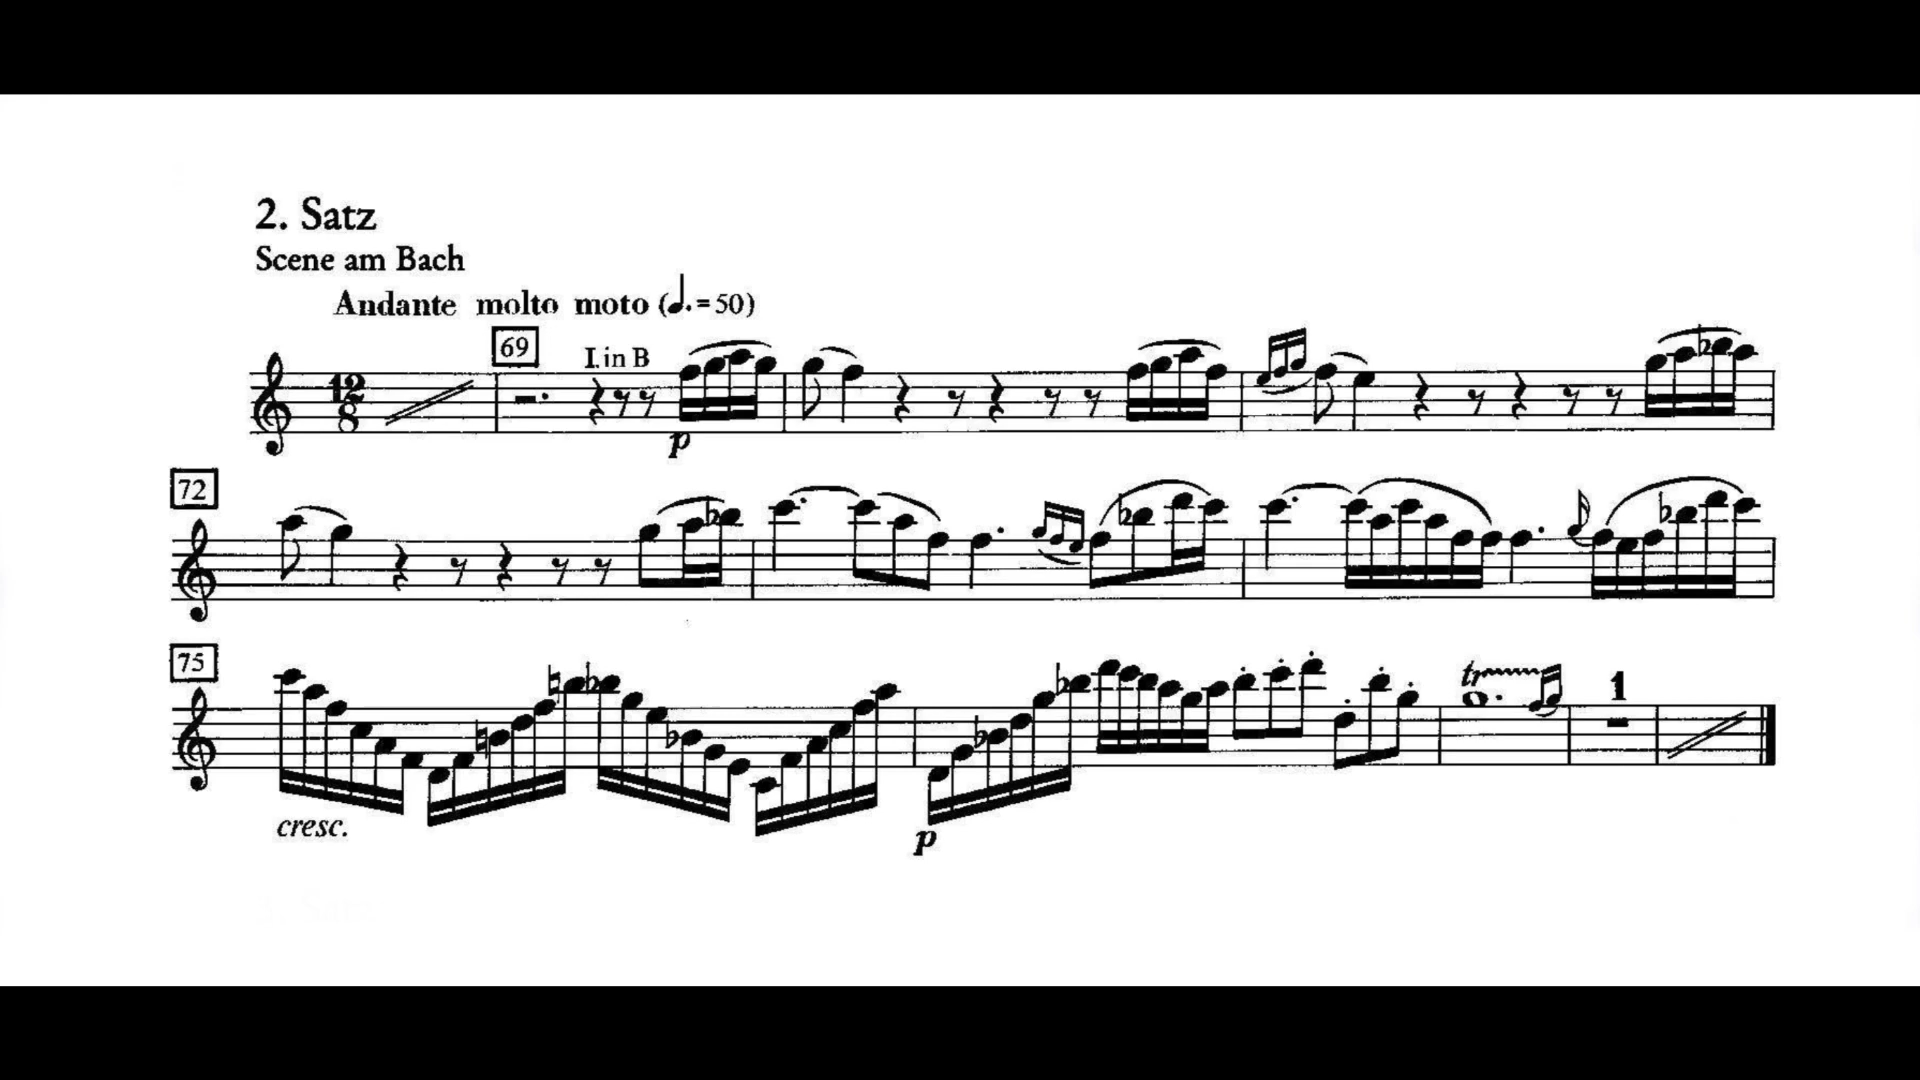 2. Satz
Scene am Bach
Andante molto moto (♩.=50)
69
I. in B
12
8
p
72
75
tr
1
cresc.
p